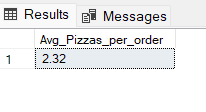 Results Messages
Avg_Pizzas_per_order
1 2.32